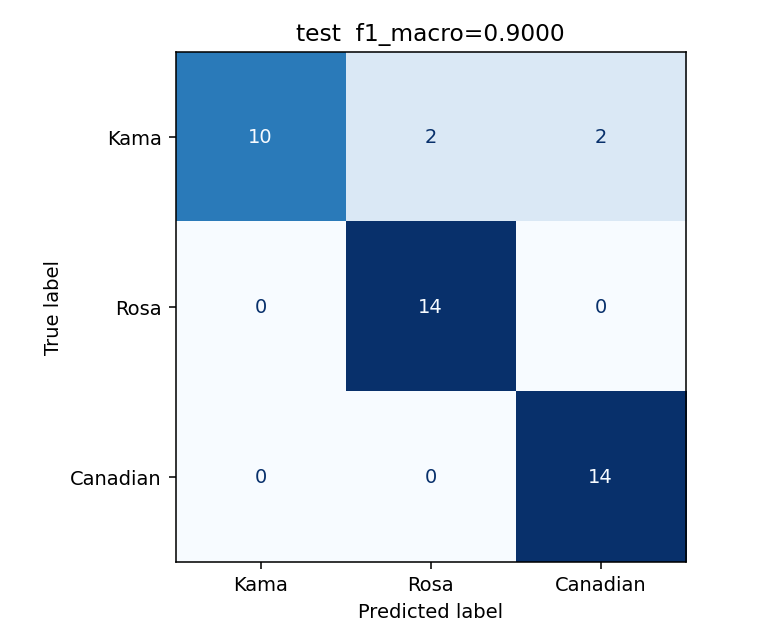 test  f1_macro=0.9000
Kama 10 2 2
Rosa 0 14 0
Canadian 0 0 14
Kama Rosa Canadian
Predicted label
True label